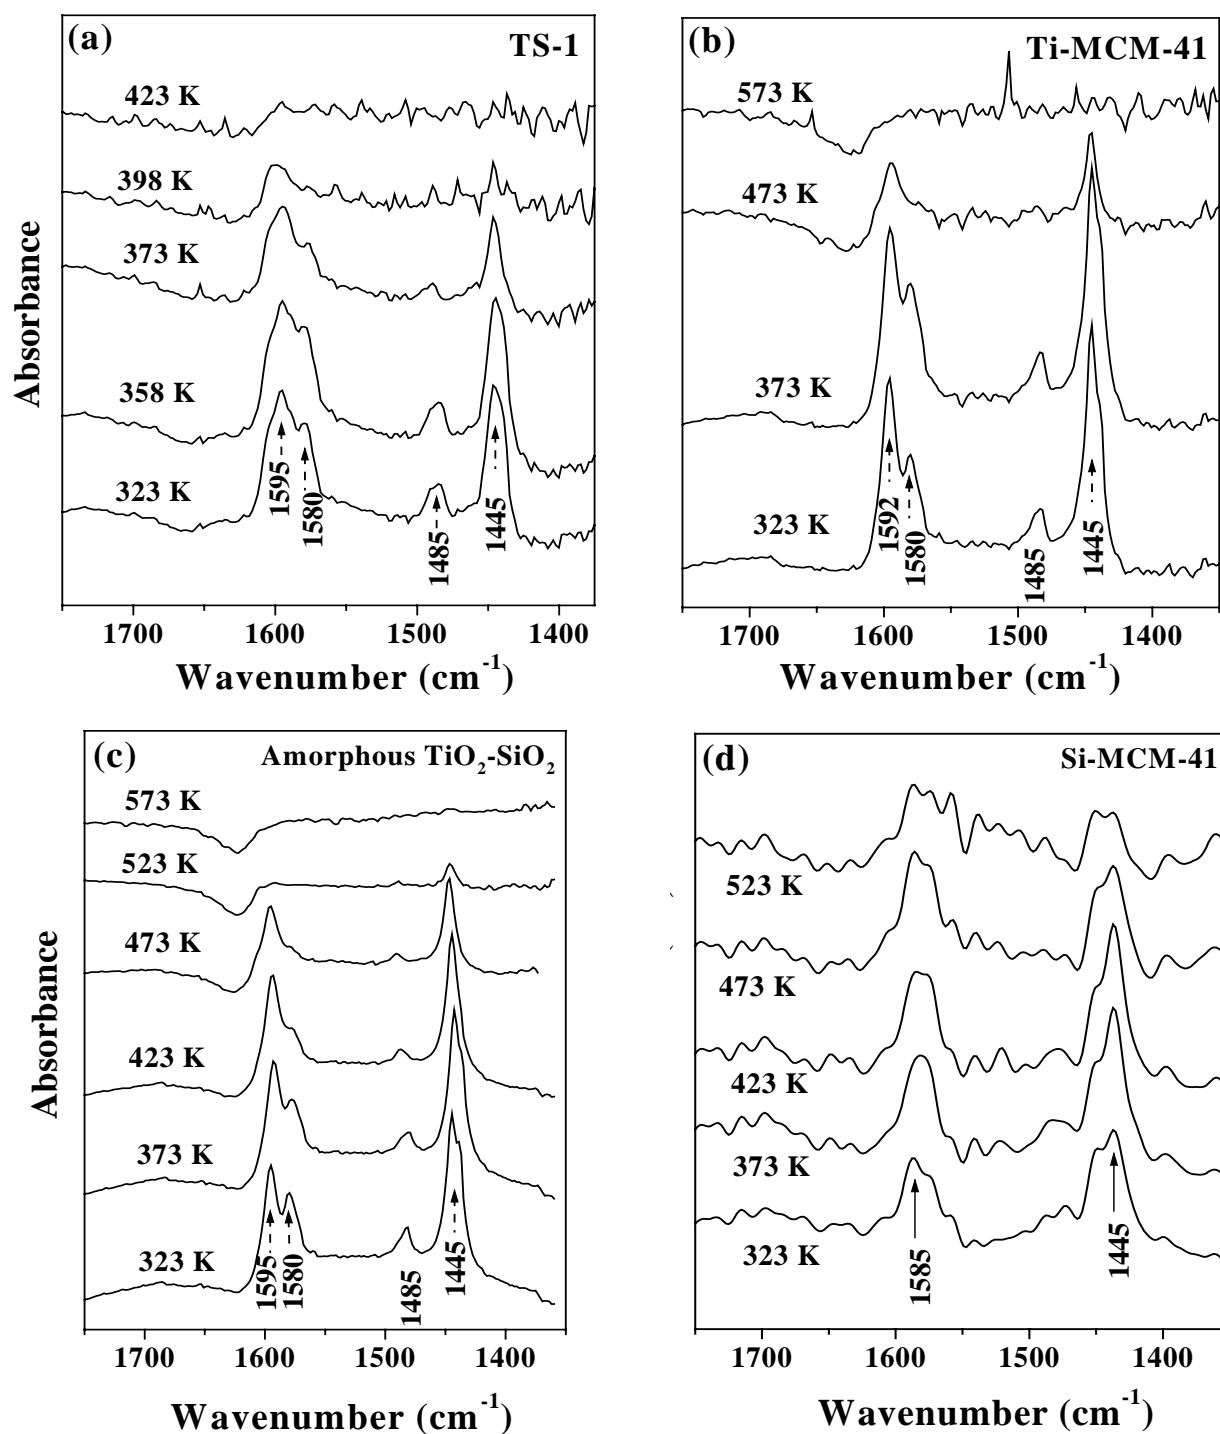 (a)
TS-1
423 K
398 K
373 K
358 K
323 K
1595
1580
1485
1445
Absorbance
1700
1600
1500
1400
Wavenumber (cm⁻¹)
(b)
Ti-MCM-41
573 K
473 K
373 K
323 K
1592
1580
1485
1445
1700
1600
1500
1400
Wavenumber (cm⁻¹)
(c)
Amorphous TiO₂-SiO₂
573 K
523 K
473 K
423 K
373 K
323 K
1595
1580
1485
1445
Absorbance
1700
1600
1500
1400
Wavenumber (cm⁻¹)
(d)
Si-MCM-41
523 K
473 K
423 K
373 K
323 K
1585
1445
1700
1600
1500
1400
Wavenumber (cm⁻¹)